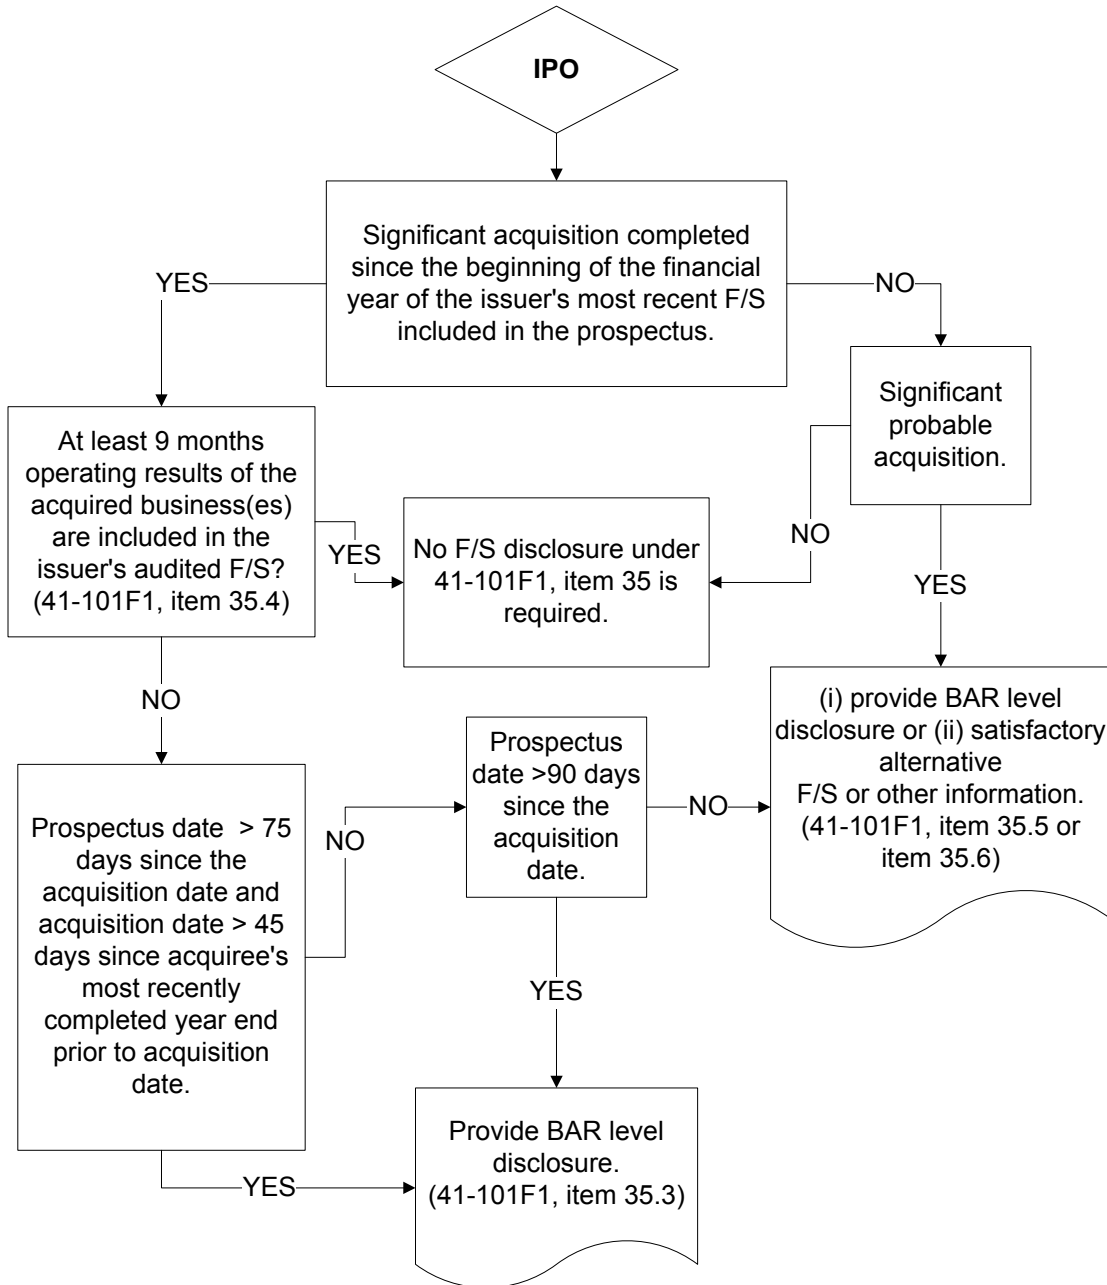 IPO
Significant acquisition completed
since the beginning of the financial
year of the issuer's most recent F/S
included in the prospectus.
YES
NO
Significant
probable
acquisition.
At least 9 months
operating results of the
acquired business(es)
are included in the
issuer's audited F/S?
(41-101F1, item 35.4)
YES
No F/S disclosure under
41-101F1, item 35 is
required.
NO
YES
NO
(i) provide BAR level
disclosure or (ii) satisfactory
alternative
F/S or other information.
(41-101F1, item 35.5 or
item 35.6)
Prospectus
date >90 days
since the
acquisition
date.
NO
NO
Prospectus date  > 75
days since the
acquisition date and
acquisition date > 45
days since acquiree's
most recently
completed year end
prior to acquisition
date.
YES
Provide BAR level
disclosure.
(41-101F1, item 35.3)
YES